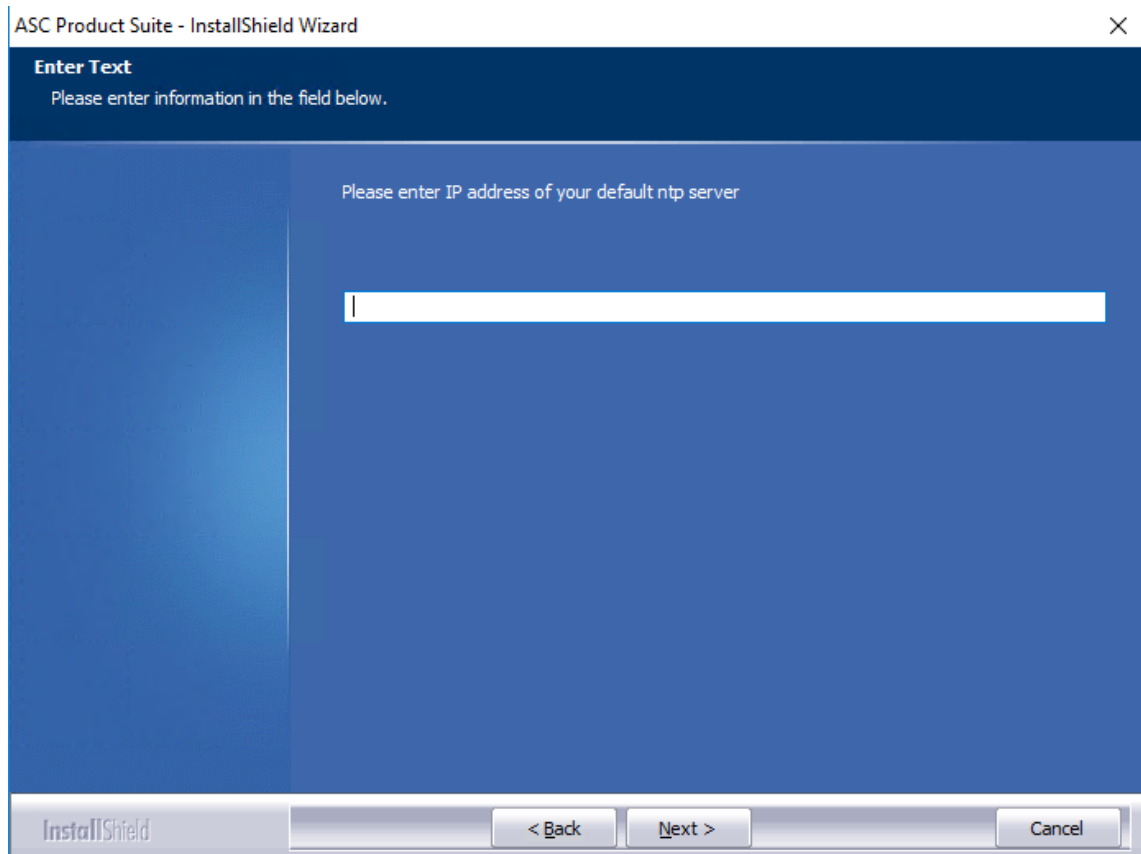 ASC Product Suite - InstallShield Wizard
Enter Text
Please enter information in the field below.
Please enter IP address of your default ntp server
InstallShield
< Back
Next >
Cancel